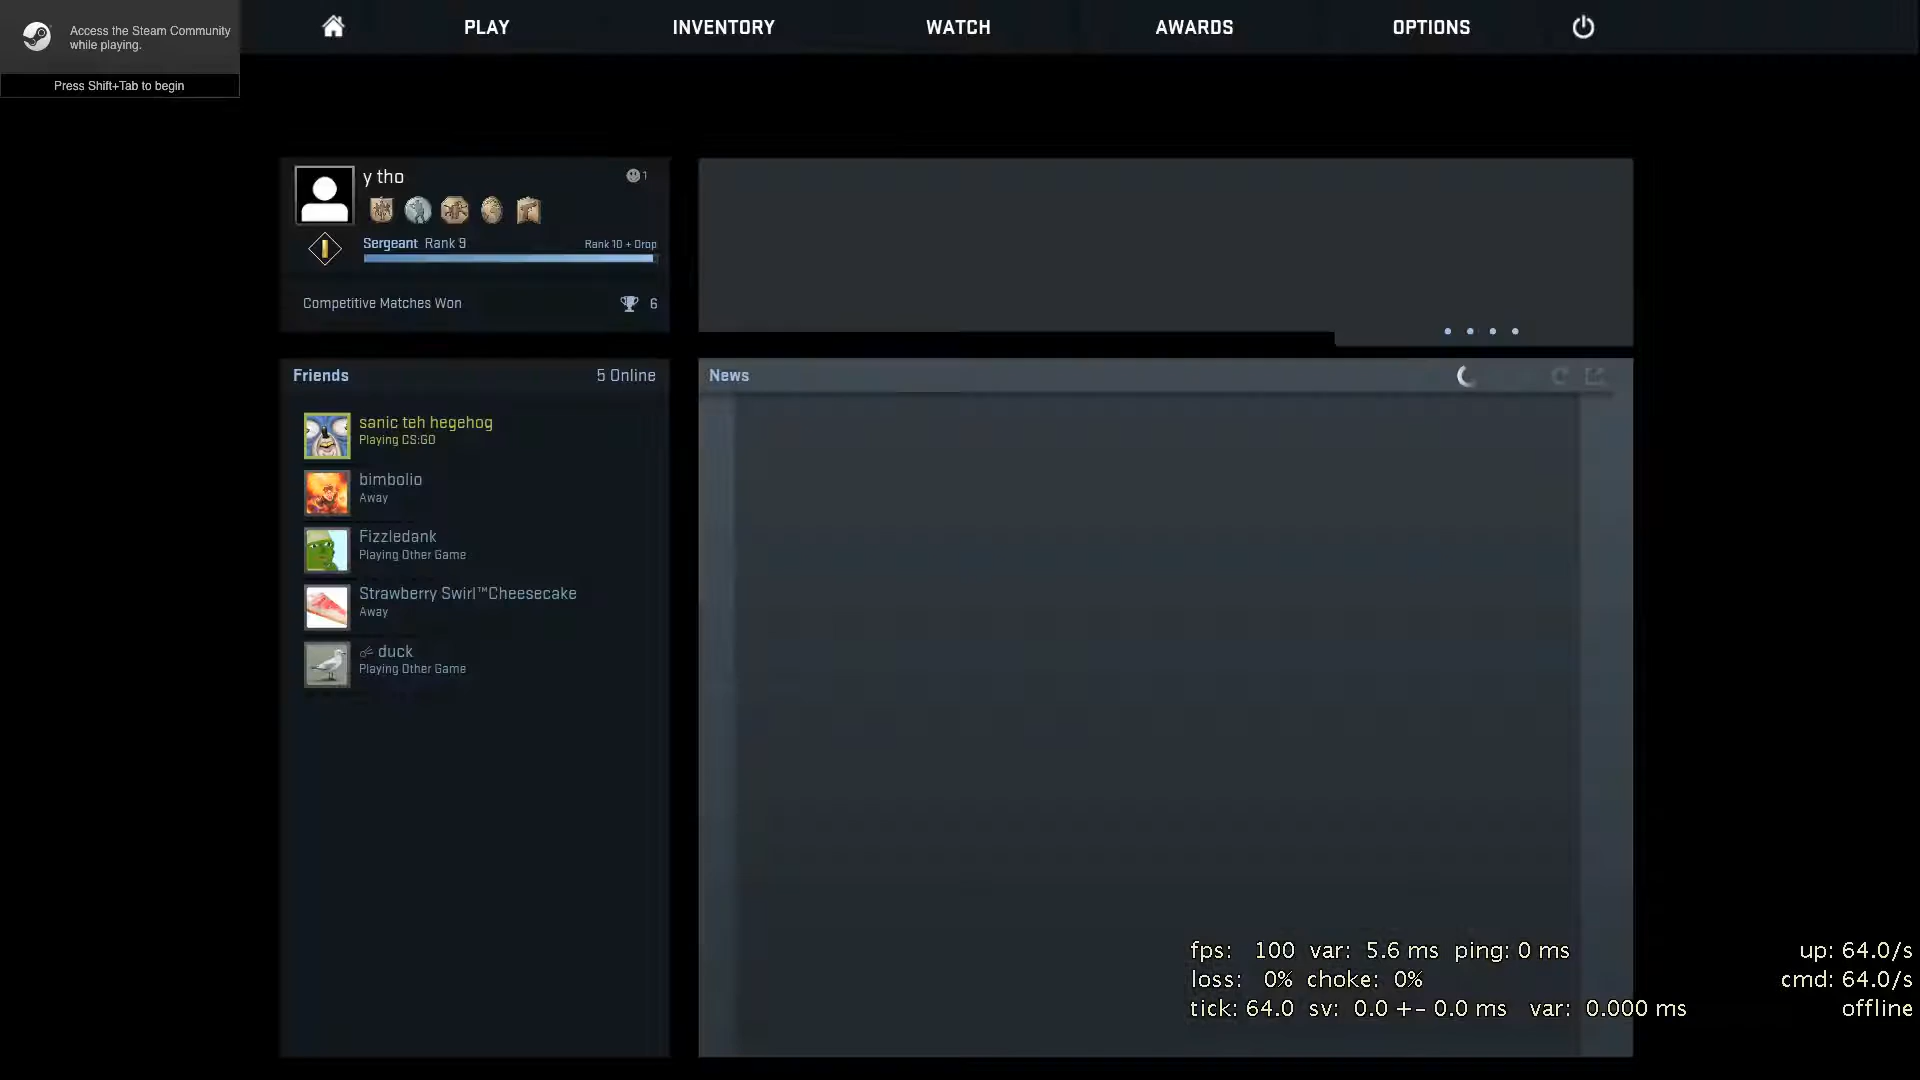 Access the Steam Community
while playing.
Press Shift+Tab to begin
PLAY
INVENTORY
WATCH
AWARDS
OPTIONS
y tho
1
Sergeant Rank 9
Rank 10 + Drop
Competitive Matches Won
6
Friends
5 Online
sanic teh hegehog
Playing CS:GO
bimbolio
Away
Fizzledank
Playing Other Game
Strawberry Swirl™Cheesecake
Away
duck
Playing Other Game
News
fps: 100 var: 5.6 ms ping: 0 ms
up: 64.0/s
loss: 0% choke: 0%
cmd: 64.0/s
tick: 64.0 sv: 0.0 +- 0.0 ms var: 0.000 ms
offline